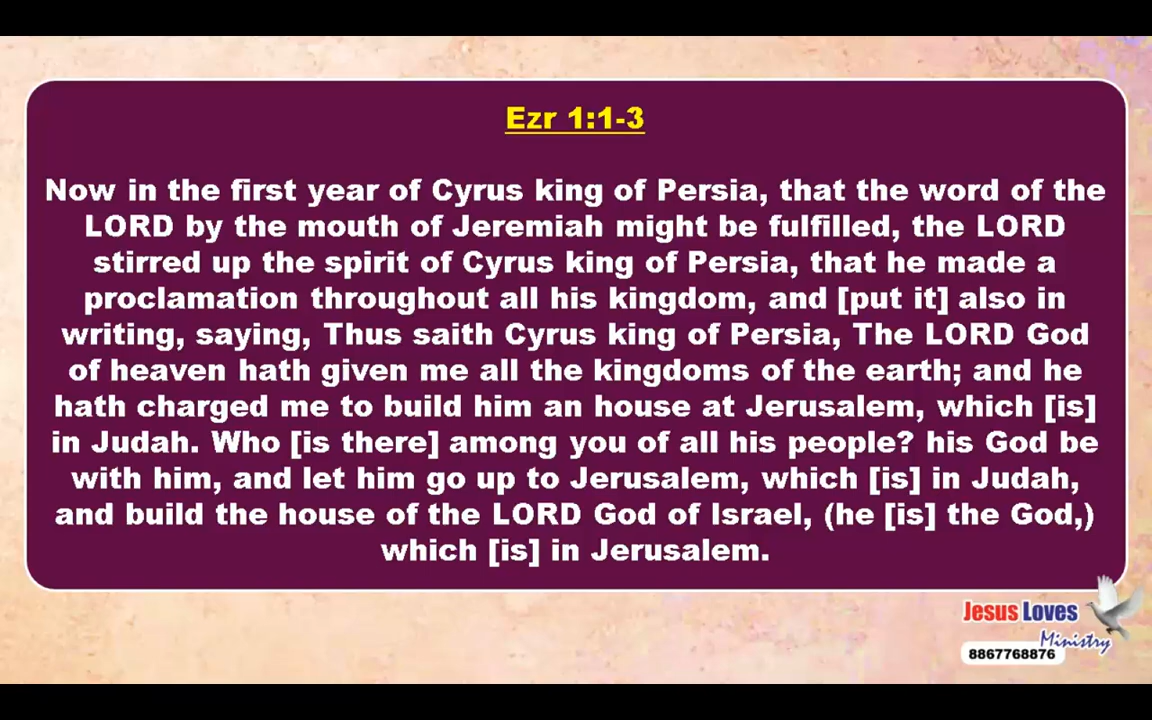 Ezr 1:1-3
Now in the first year of Cyrus king of Persia, that the word of the
LORD by the mouth of Jeremiah might be fulfilled, the LORD
stirred up the spirit of Cyrus king of Persia, that he made a
proclamation throughout all his kingdom, and [put it] also in
writing, saying, Thus saith Cyrus king of Persia, The LORD God
of heaven hath given me all the kingdoms of the earth; and he
hath charged me to build him an house at Jerusalem, which [is]
in Judah. Who [is there] among you of all his people? his God be
with him, and let him go up to Jerusalem, which [is] in Judah,
and build the house of the LORD God of Israel, (he [is] the God,)
which [is] in Jerusalem.
Jesus Loves
Ministry
8867768876